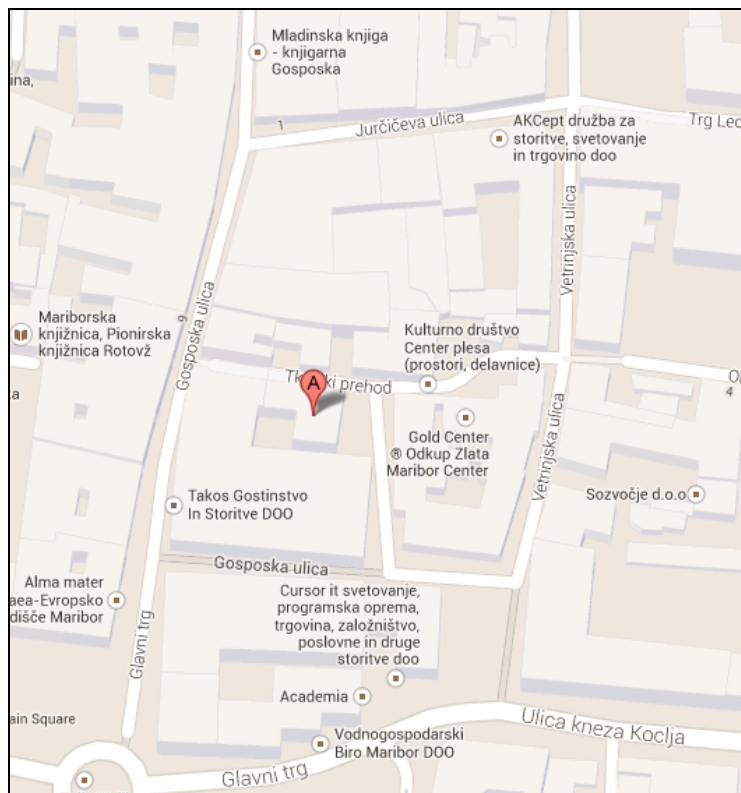 Mladinska knjiga
- knjigarna
Gosposka
ina,
1
Jurčičeva ulica
AKCept družba za
storitve, svetovanje
in trgovino doo
Trg Leo
Vetrinjska ulica
Gosposka ulica
9
Mariborska
knjižnica, Pionirska
knjižnica Rotovž
Kulturno društvo
Center plesa
(prostori, delavnice)
A
prehod
4
Gold Center
® Odkup Zlata
Maribor Center
Vetrinjska ulica
Takos Gostinstvo
In Storitve DOO
Sozvočje d.o.o
Gosposka ulica
Alma mater
aea-Evropsko
dišče Maribor
Cursor it svetovanje,
programska oprema,
trgovina, založništvo,
poslovne in druge
storitve doo
Glavni trg
Academia
ain Square
Ulica kneza Koclja
Vodnogospodarski
Biro Maribor DOO
Glavni trg